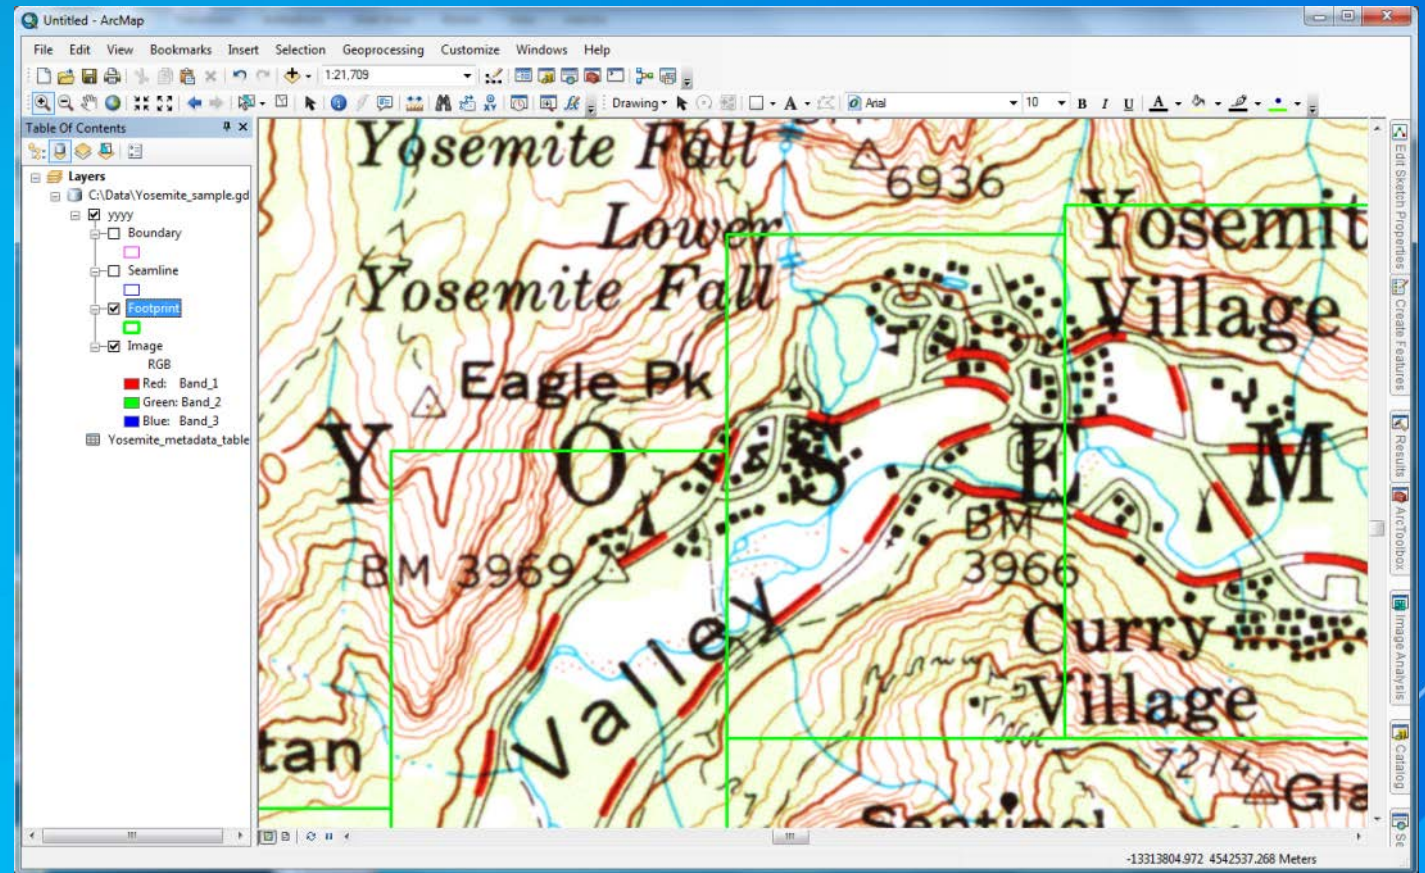 Untitled - ArcMap
File Edit View Bookmarks Insert Selection Geoprocessing Customize Windows Help
1:21,709
Drawing
Arial
10
B I U A
Table Of Contents
Layers
C:\Data\Yosemite_sample.gd
yyyy
Boundary
Seamline
Footprint
Image
RGB
Red: Band_1
Green: Band_2
Blue: Band_3
Yosemite_metadata_table
Yosemite Fall
6936
Lower
Yosemite Fall
Yosemit
Village
Eagle Pk
Y O S E M
BM 3969
BM
3966
Valley
Curry
Village
tan
7214
Gla
Sentinel
Edit Sketch Properties
Create Features
Results
ArcToolbox
Image Analysis
Catalog
Se
-13313804.972 4542537.268 Meters